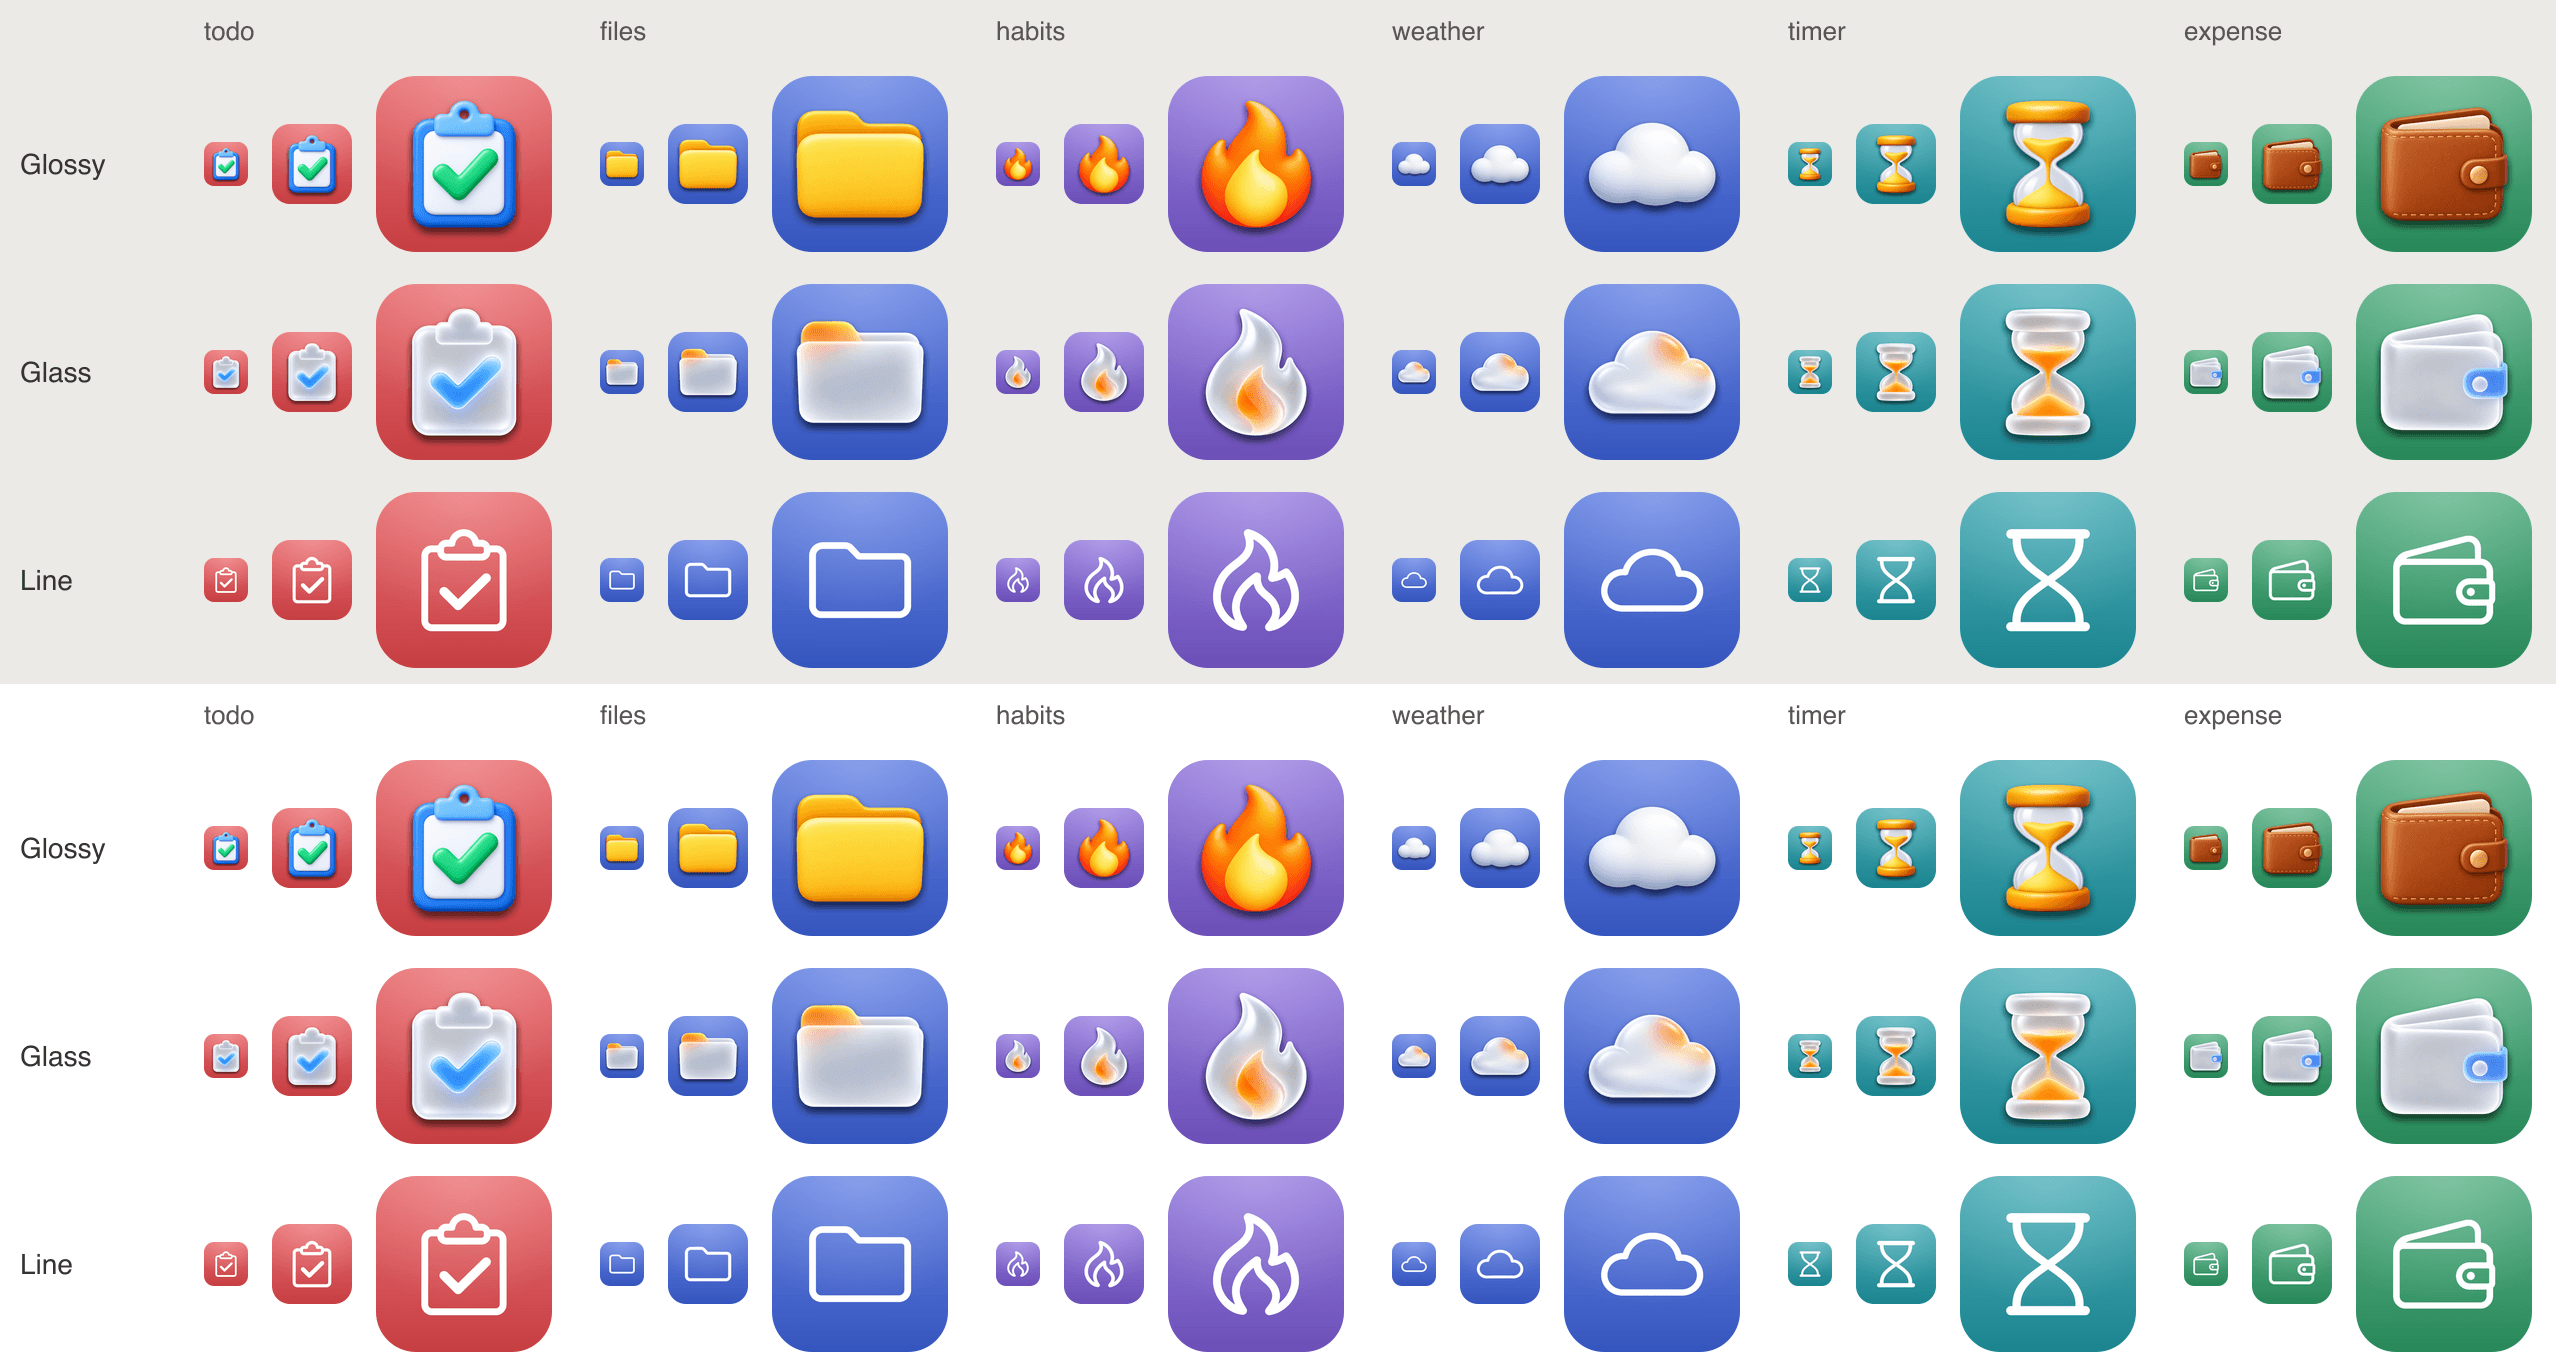 todo files habits weather timer expense
Glossy
Glass
Line
todo files habits weather timer expense
Glossy
Glass
Line